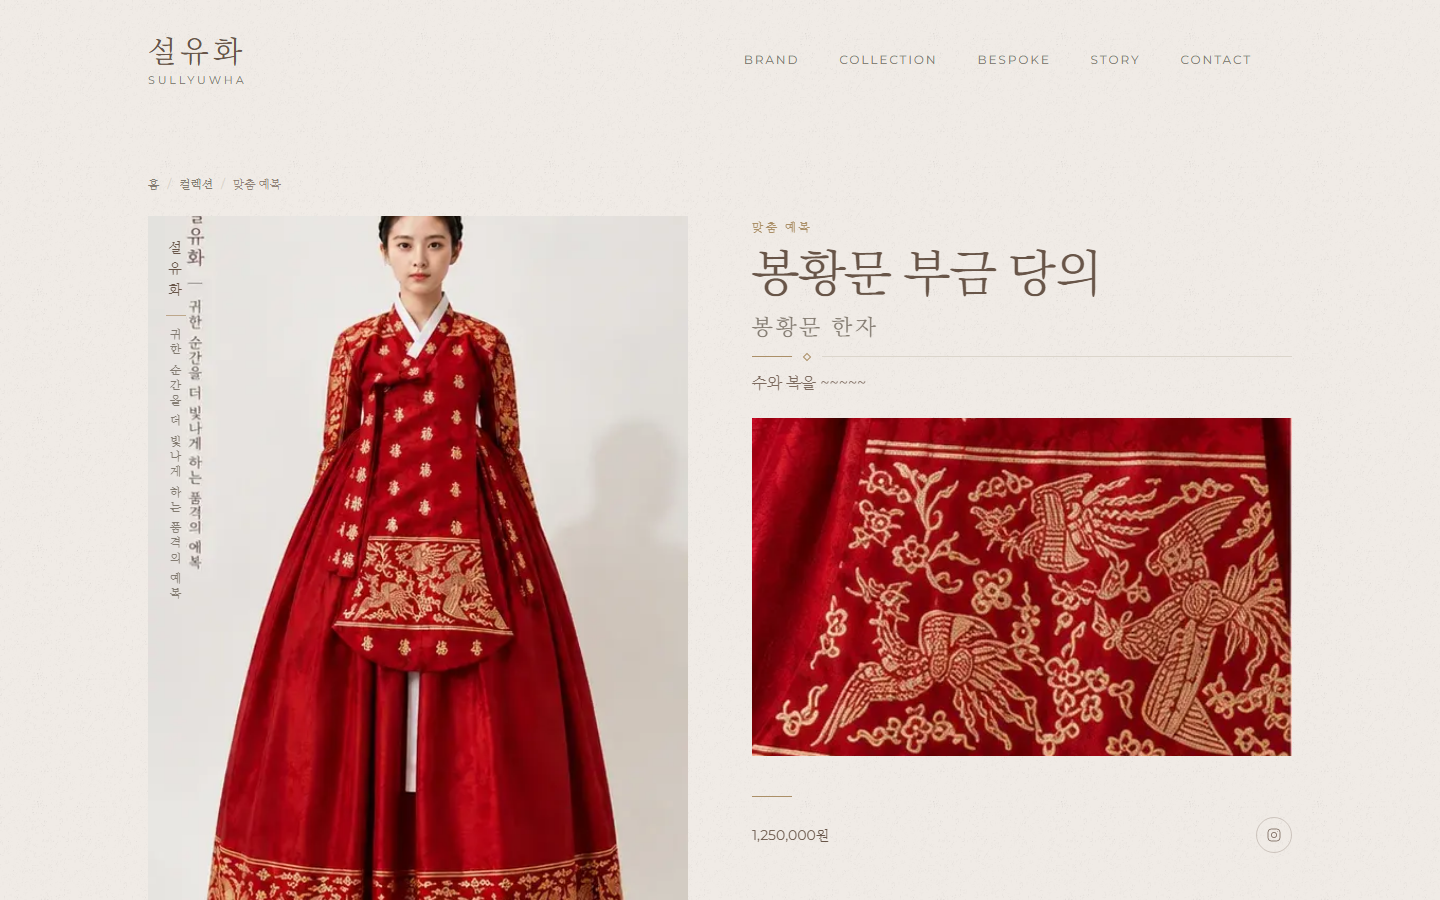 설유화
SULLYUWHA
BRAND
COLLECTION
BESPOKE
STORY
CONTACT
홈 / 컬렉션 / 맞춤 예복
설유화 — 귀한 순간을 더 빛나게 하는 품격의 예복
설유화 — 귀한 순간을 더 빛나게 하는 품격의 예복
맞춤 예복
봉황문 부금 당의
봉황문 한자
수와 복을 ~~~~~
1,250,000원